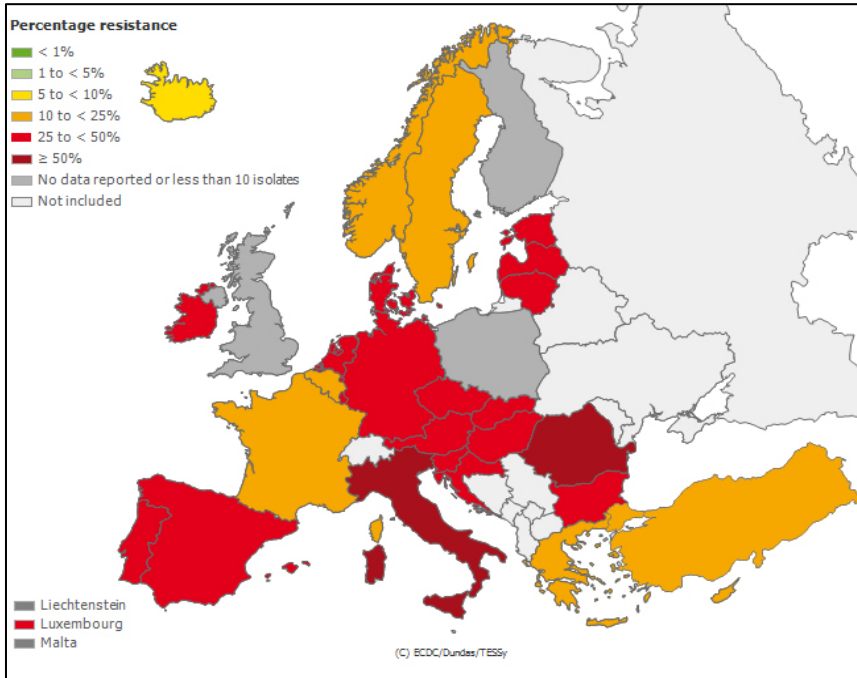 Percentage resistance
< 1%
1 to < 5%
5 to < 10%
10 to < 25%
25 to < 50%
≥ 50%
No data reported or less than 10 isolates
Not included
Liechtenstein
Luxembourg
Malta
(C) ECDC/Dundas/TESSy